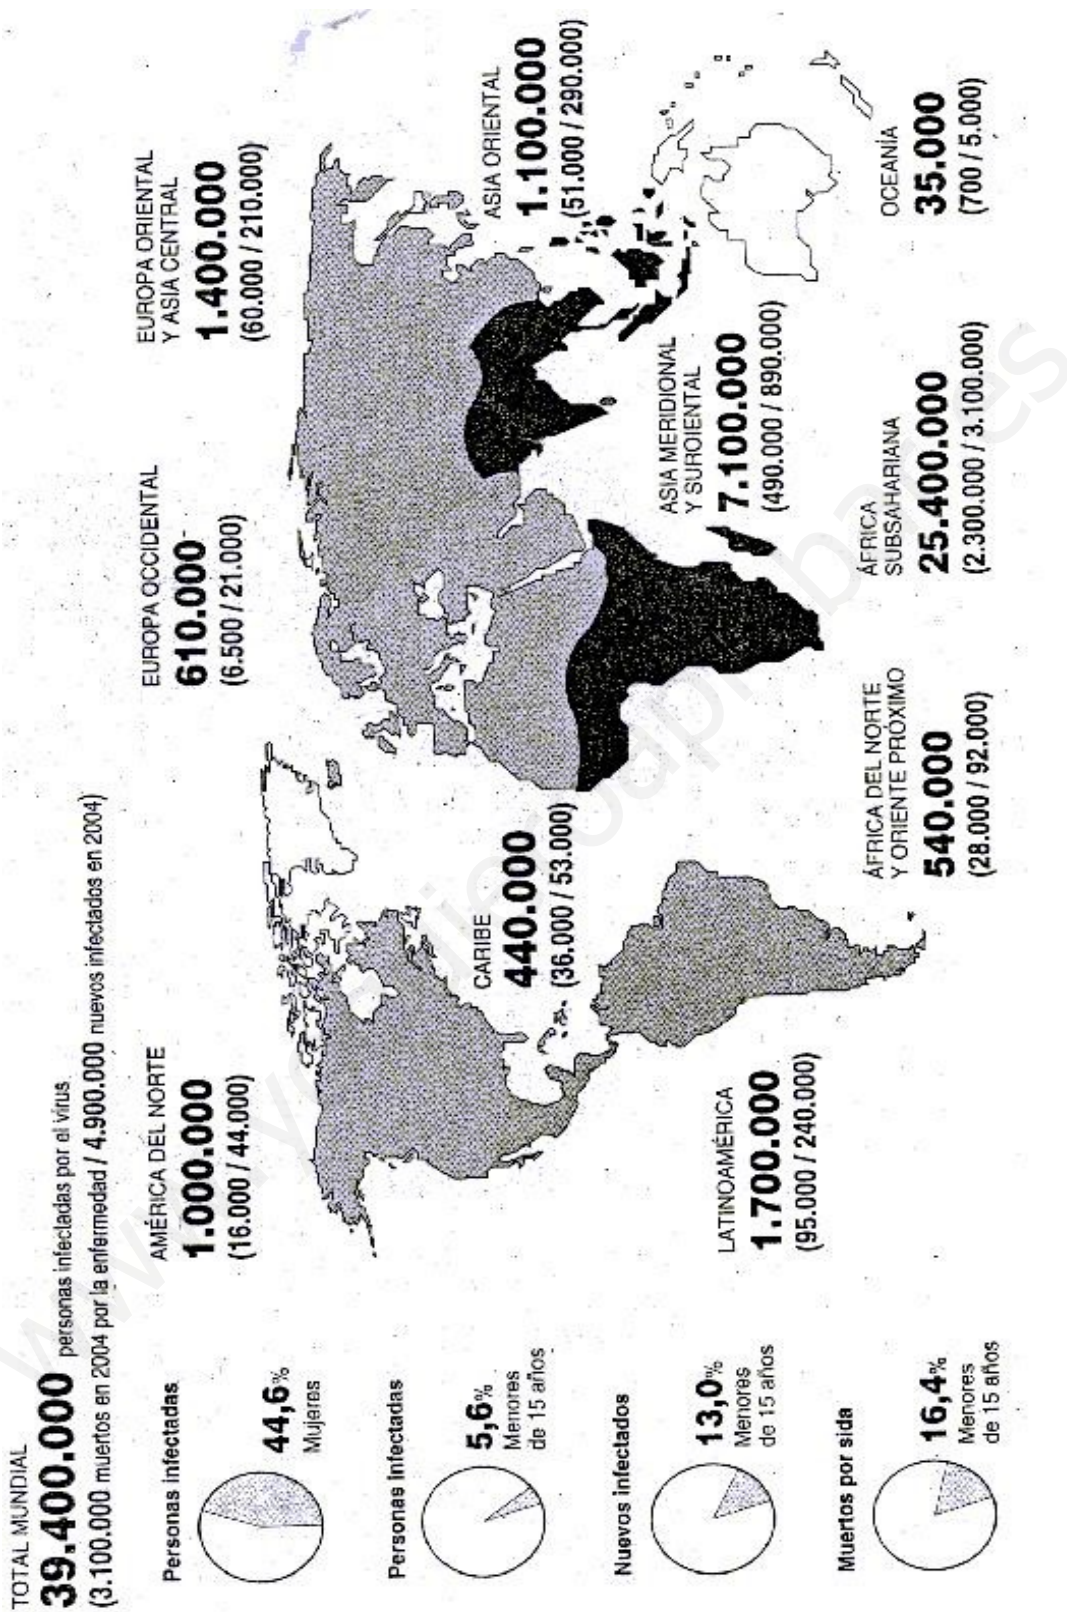 TOTAL MUNDIAL
39.400.000 personas infectadas por el virus
(3.100.000 muertos en 2004 por la enfermedad / 4.900.000 nuevos infectados en 2004)
Personas infectadas
44,6%
Mujeres
Personas infectadas
5,6%
Menores
de 15 años
Nuevos infectados
13,0%
Menores
de 15 años
Muertos por sida
16,4%
Menores
de 15 años
AMÉRICA DEL NORTE
1.000.000
(16.000 / 44.000)
EUROPA OCCIDENTAL
610.000
(6.500 / 21.000)
EUROPA ORIENTAL
Y ASIA CENTRAL
1.400.000
(60.000 / 210.000)
CARIBE
440.000
(36.000 / 53.000)
ASIA ORIENTAL
1.100.000
(51.000 / 290.000)
LATINOAMÉRICA
1.700.000
(95.000 / 240.000)
ASIA MERIDIONAL
Y SUROIENTAL
7.100.000
(490.000 / 890.000)
ÁFRICA DEL NORTE
Y ORIENTE PRÓXIMO
540.000
(28.000 / 92.000)
ÁFRICA
SUBSAHARIANA
25.400.000
(2.300.000 / 3.100.000)
OCEANÍA
35.000
(700 / 5.000)